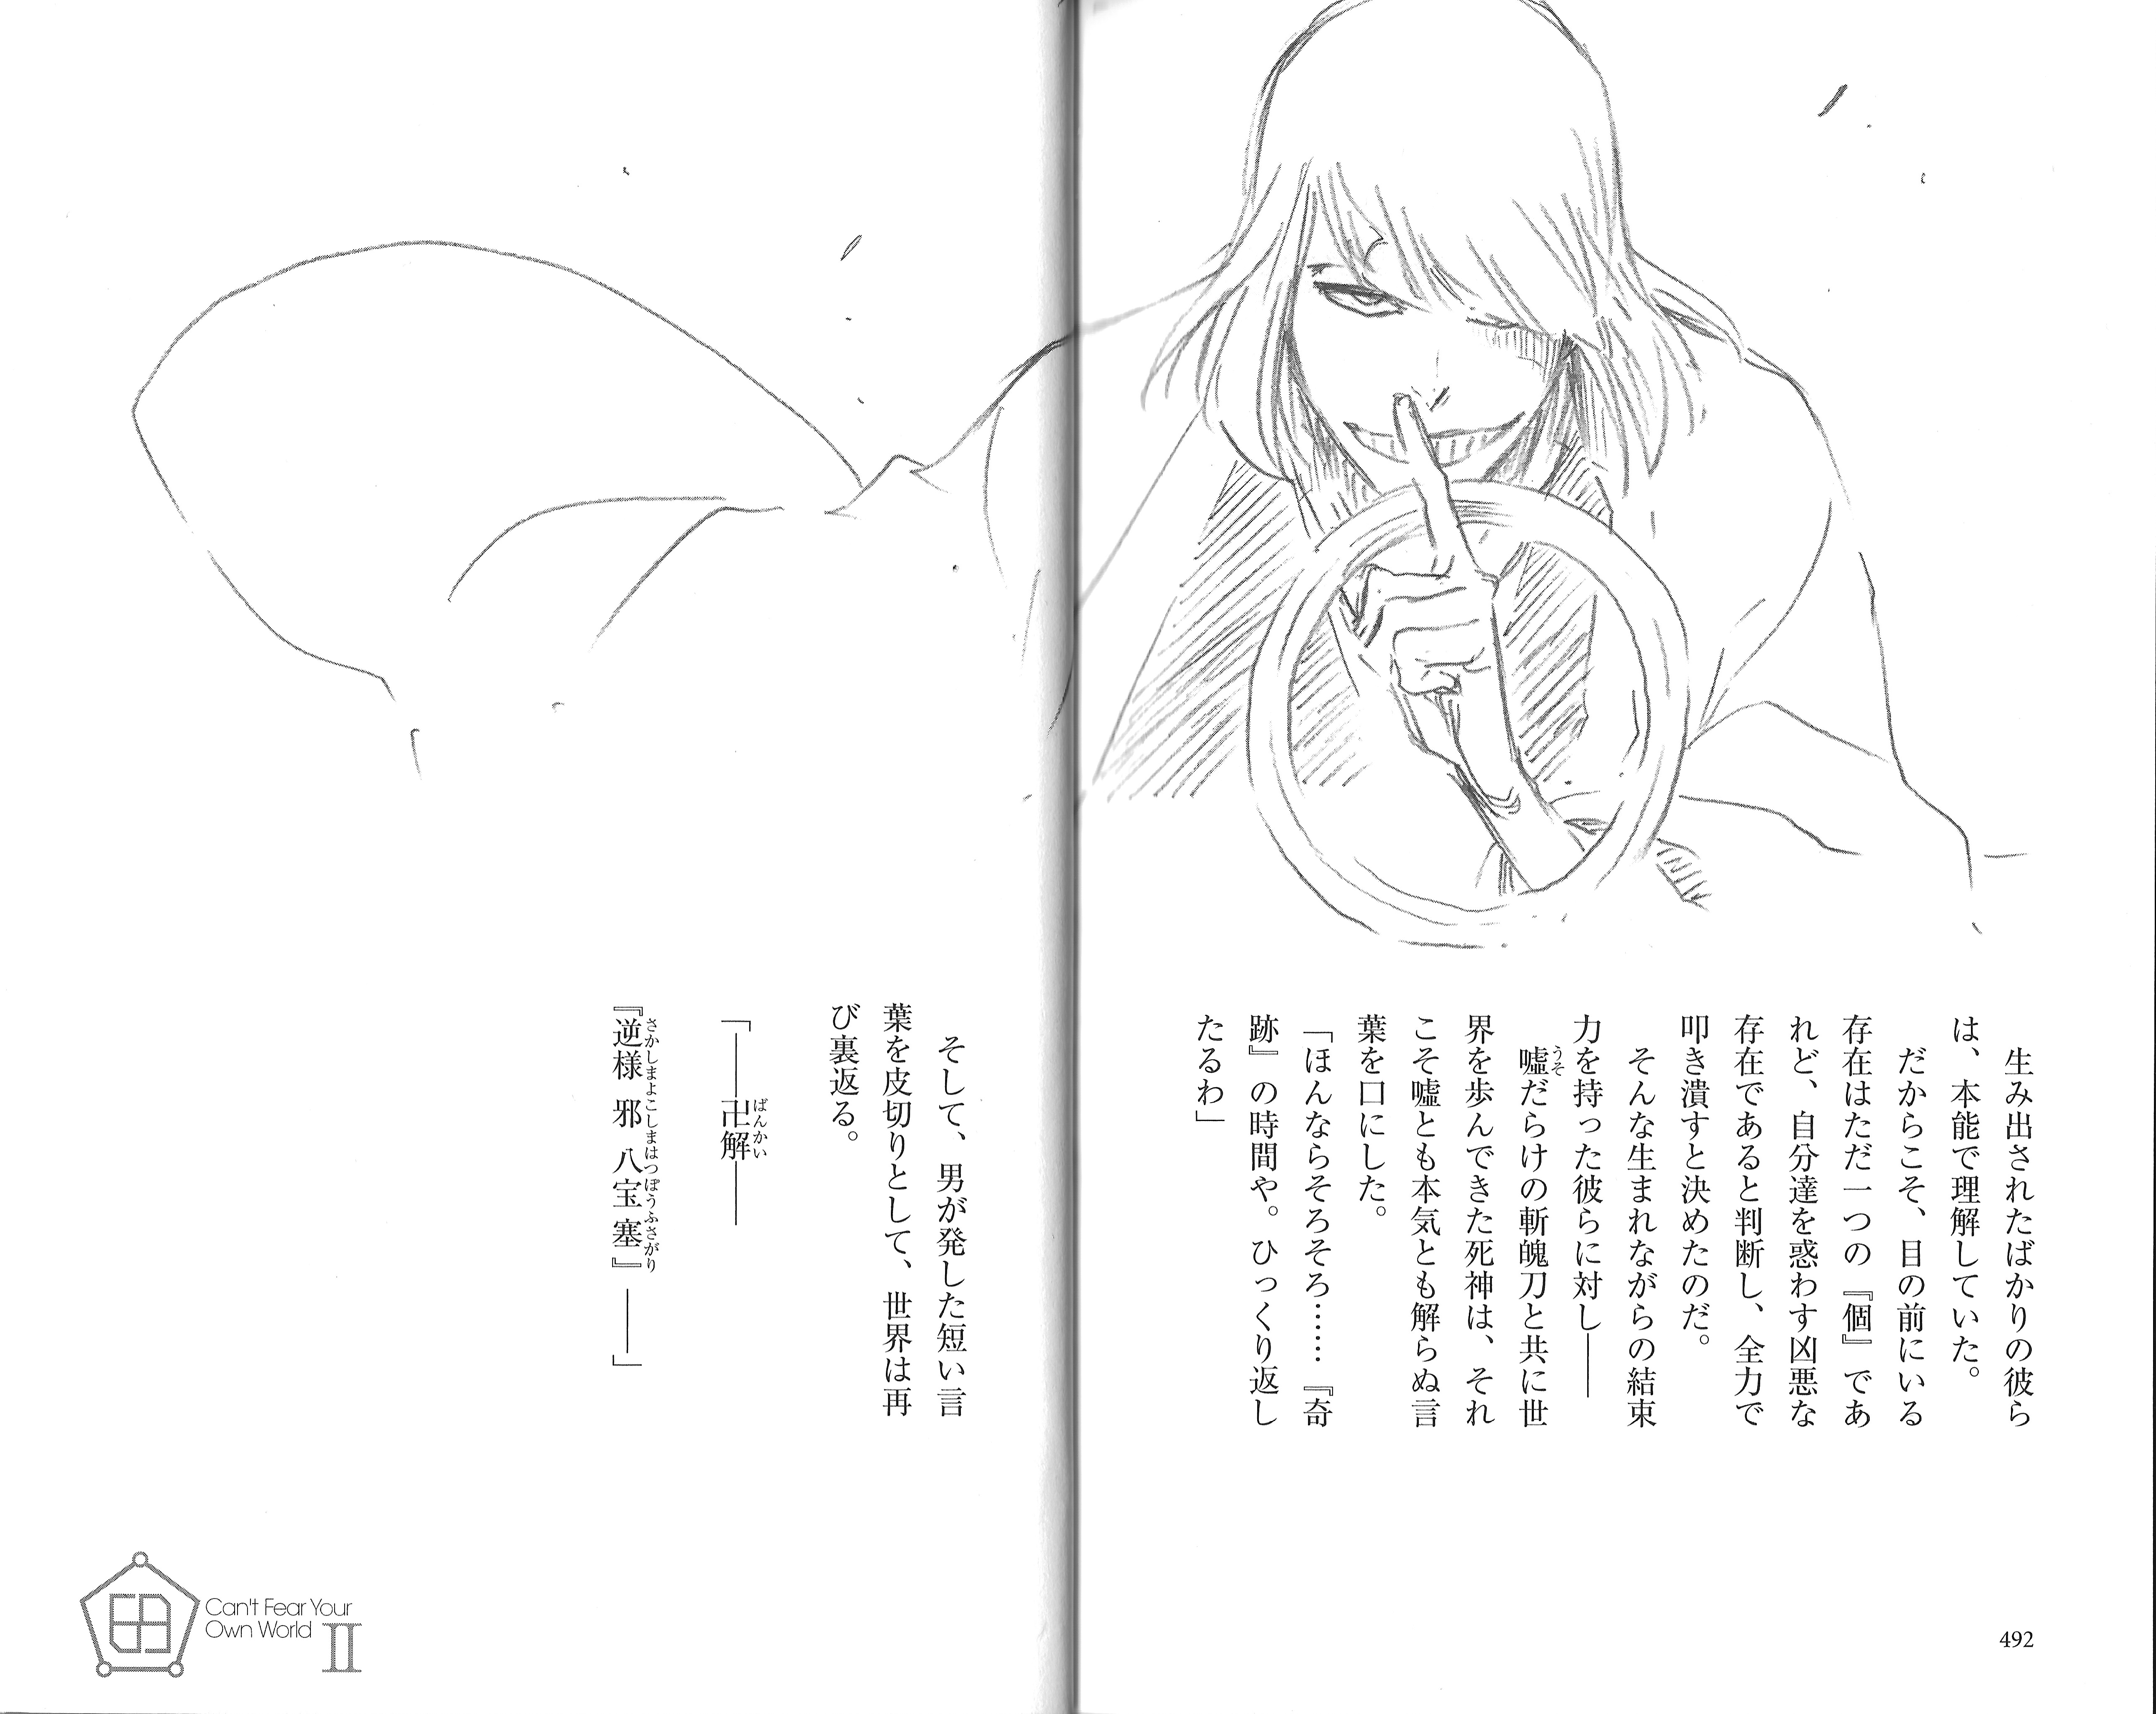 生み出されたばかりの彼ら
は、本能で理解していた。
だからこそ、目の前にいる
存在はただ一つの『個』であ
れど、自分達を惑わす凶悪な
存在であると判断し、全力で
叩き潰すと決めたのだ。
そんな生まれながらの結束
力を持った彼らに対し――
嘘だらけの斬魄刀と共に世
うそ
界を歩んできた死神は、それ
こそ嘘とも本気とも解らぬ言
葉を口にした。
「ほんならそろそろ……『奇
跡』の時間や。ひっくり返し
たるわ」
492
そして、男が発した短い言
葉を皮切りとして、世界は再
び裏返る。
「――卍解――
ばんかい
『逆様邪八宝塞』――」
さかしまよこしまはっぽうふさがり
Can't Fear Your
Own World
II